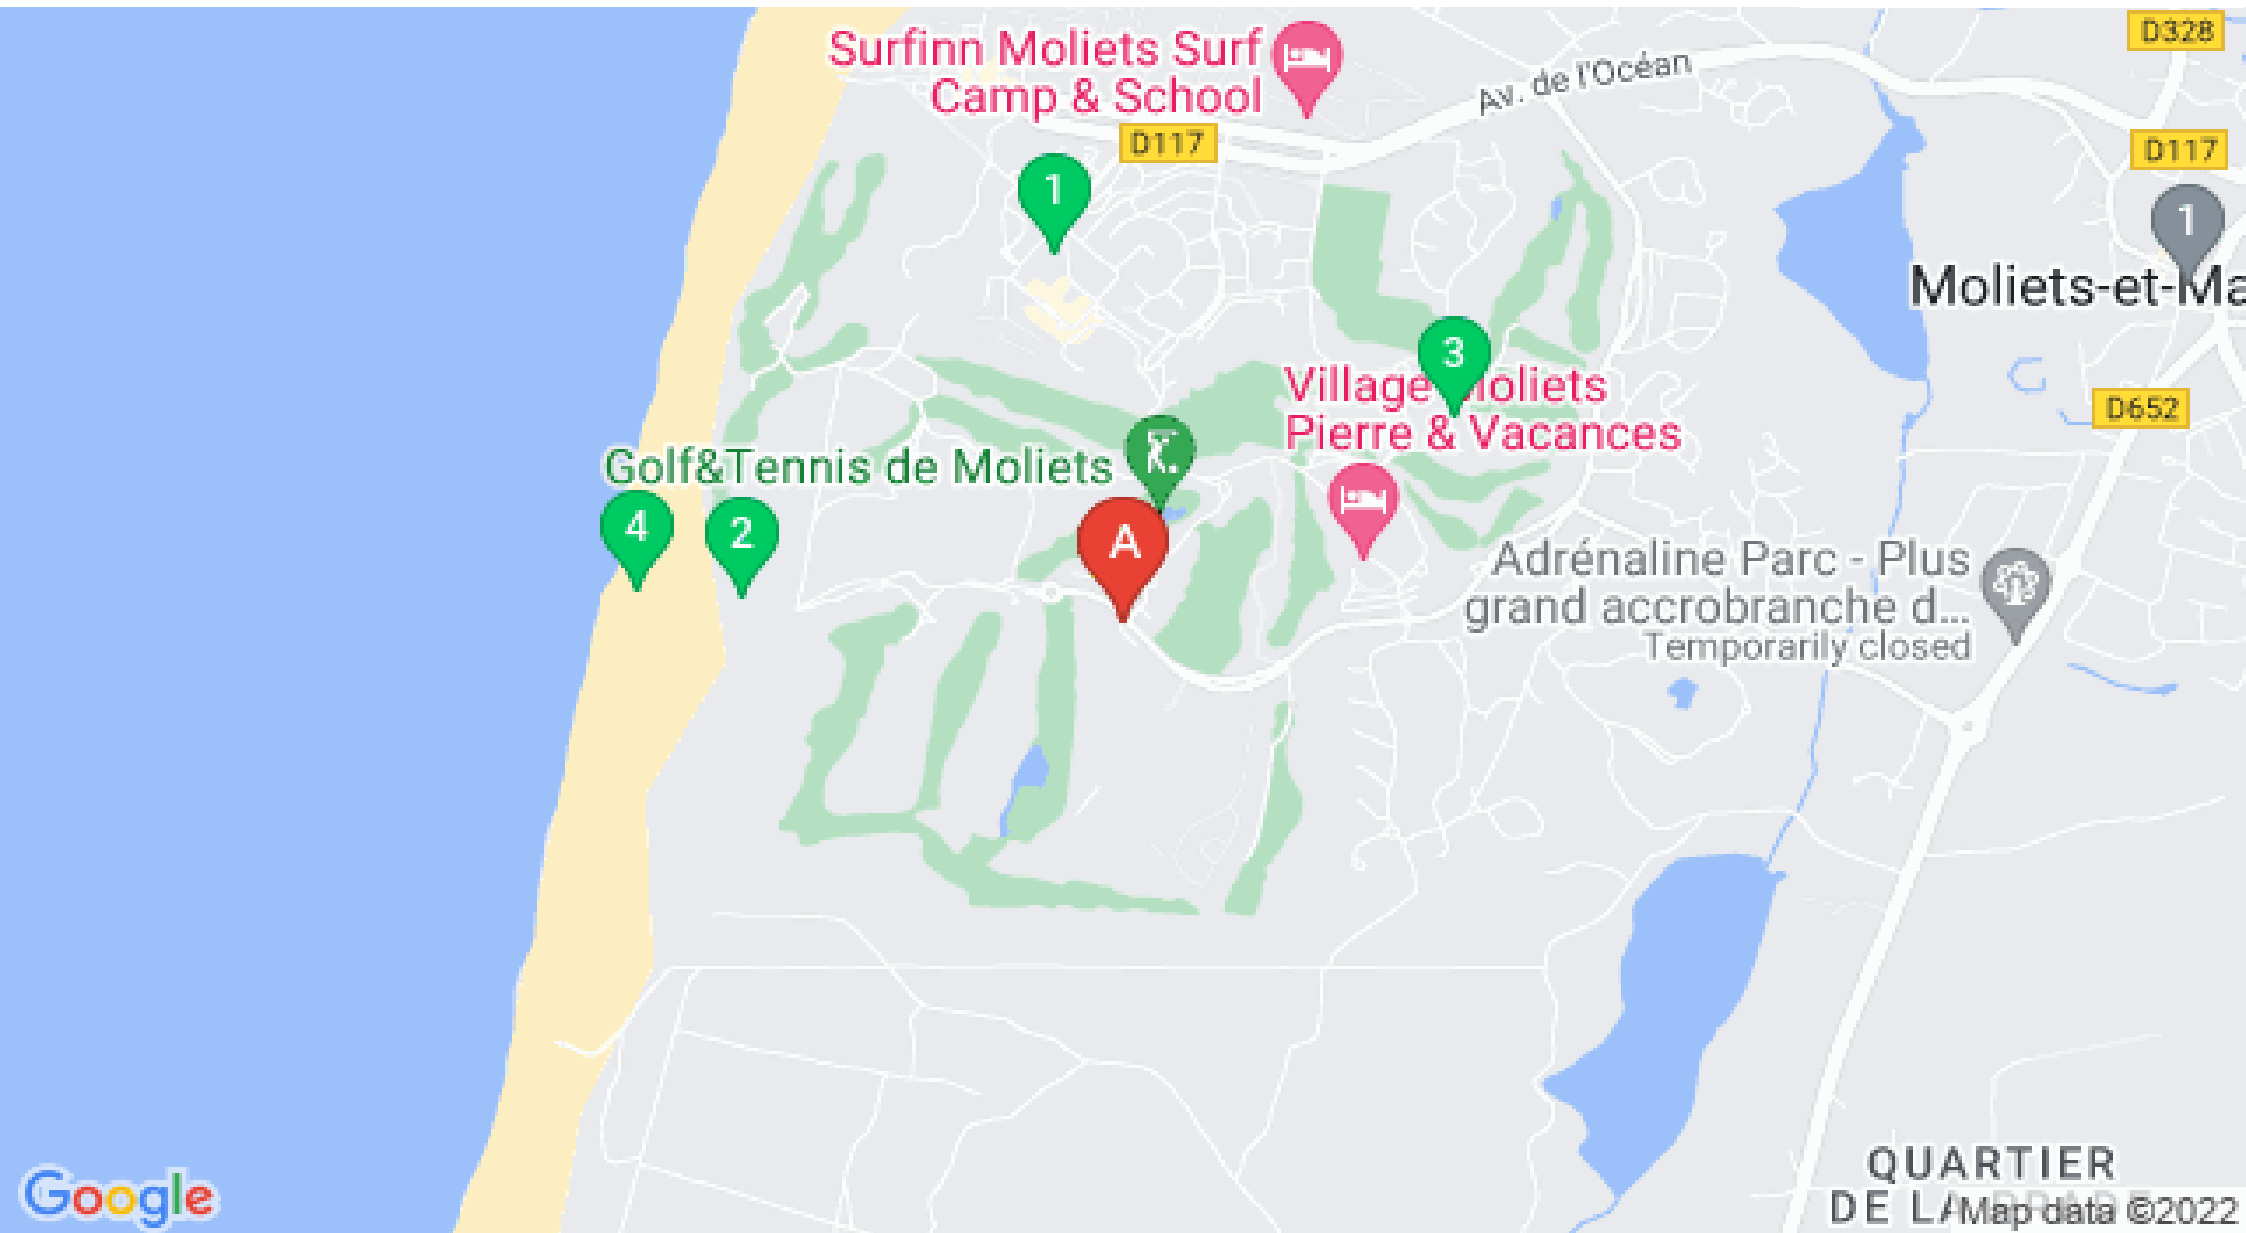 Surfinn Moliets Surf
Camp & School
Av. de l'Océan
D328
D117
D117
1
1
Moliets-et-Ma
3
Village Moliets
Pierre & Vacances
D652
Golf&Tennis de Moliets
4
2
A
Adrénaline Parc - Plus
grand accrobranche d...
Temporarily closed
QUARTIER
DE LA
Google
Map data ©2022